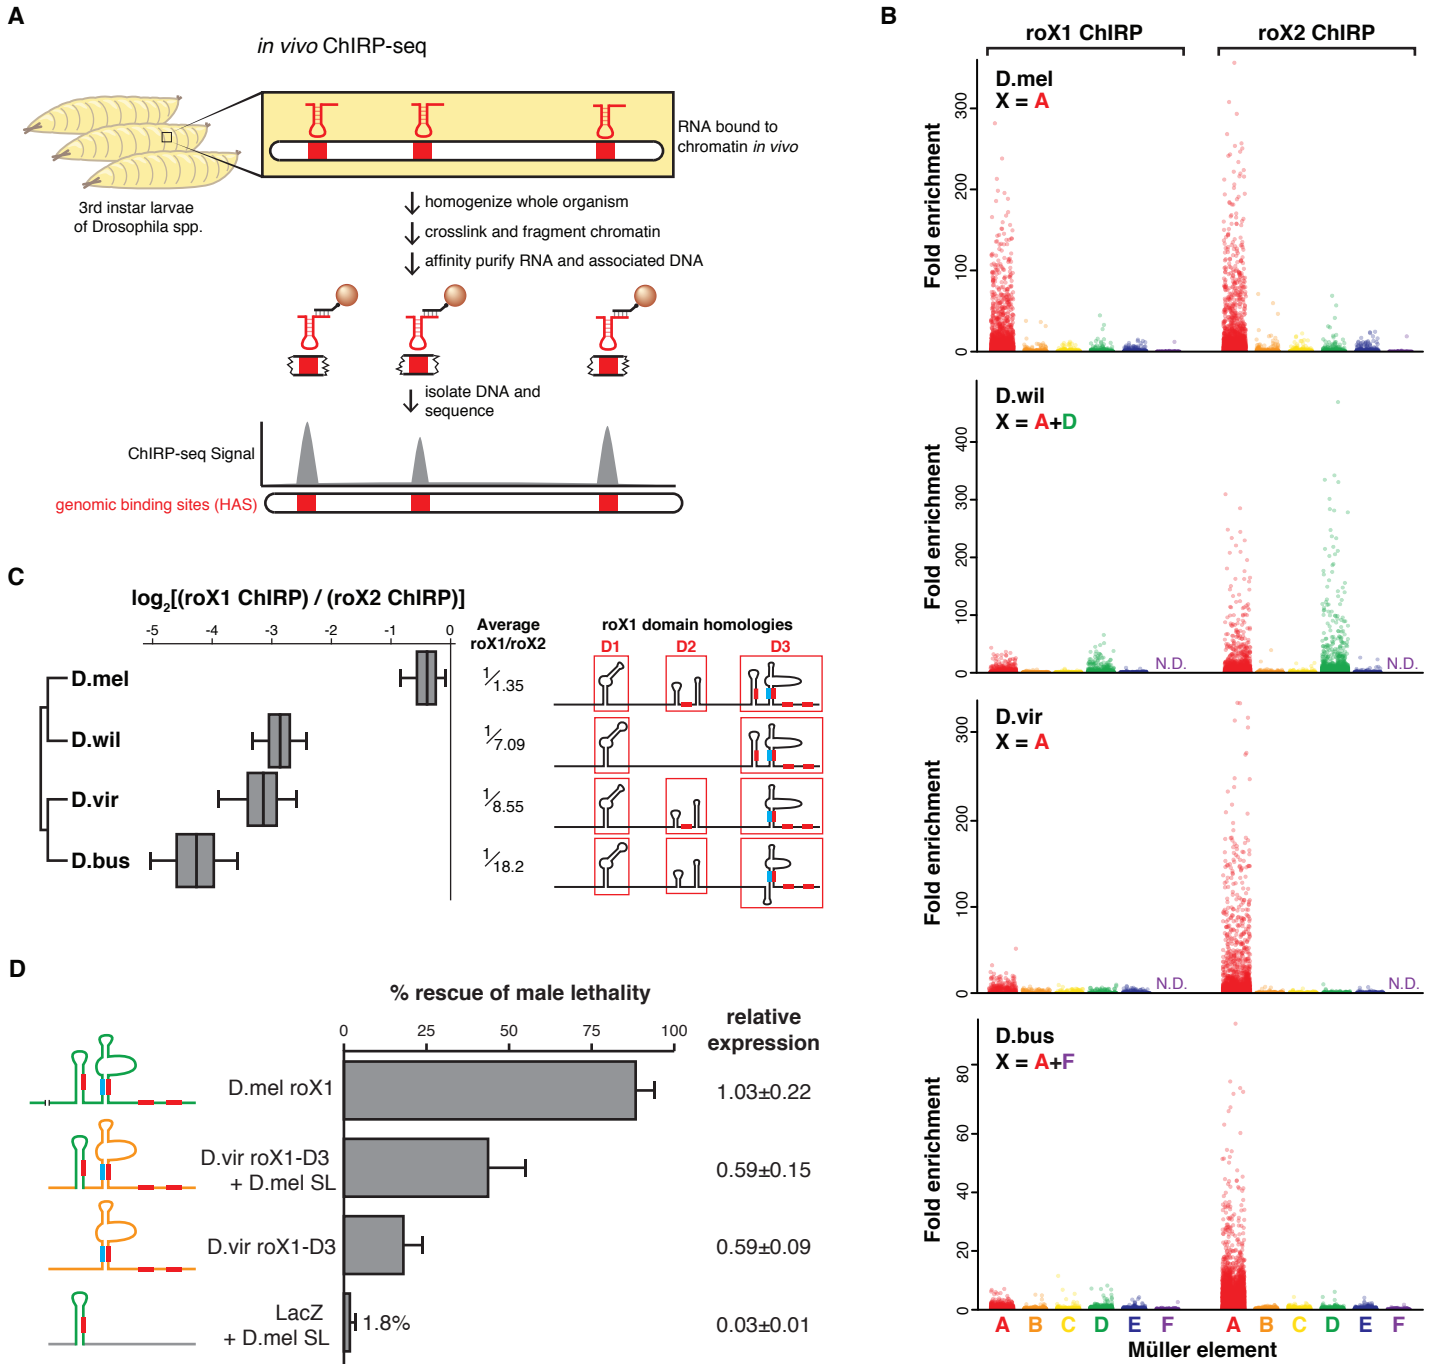 A
in vivo ChIRP-seq
RNA bound to
chromatin in vivo
3rd instar larvae
of Drosophila spp.
homogenize whole organism
crosslink and fragment chromatin
affinity purify RNA and associated DNA
isolate DNA and
sequence
ChIRP-seq Signal
genomic binding sites (HAS)
B
roX1 ChIRP
roX2 ChIRP
D.mel
X = A
Fold enrichment
0
100
200
300
D.wil
X = A+D
Fold enrichment
0
100
200
300
400
N.D.
N.D.
D.vir
X = A
Fold enrichment
0
100
200
300
N.D.
N.D.
D.bus
X = A+F
Fold enrichment
0
20
40
60
80
A B C D E F
A B C D E F
Müller element
C
log2[(roX1 ChIRP) / (roX2 ChIRP)]
-5 -4 -3 -2 -1 0
Average
roX1/roX2
roX1 domain homologies
D1 D2 D3
D.mel
1/1.35
D.wil
1/7.09
D.vir
1/8.55
D.bus
1/18.2
D
% rescue of male lethality
0 25 50 75 100
relative
expression
D.mel roX1
1.03±0.22
D.vir roX1-D3
+ D.mel SL
0.59±0.15
D.vir roX1-D3
0.59±0.09
LacZ
+ D.mel SL
1.8%
0.03±0.01